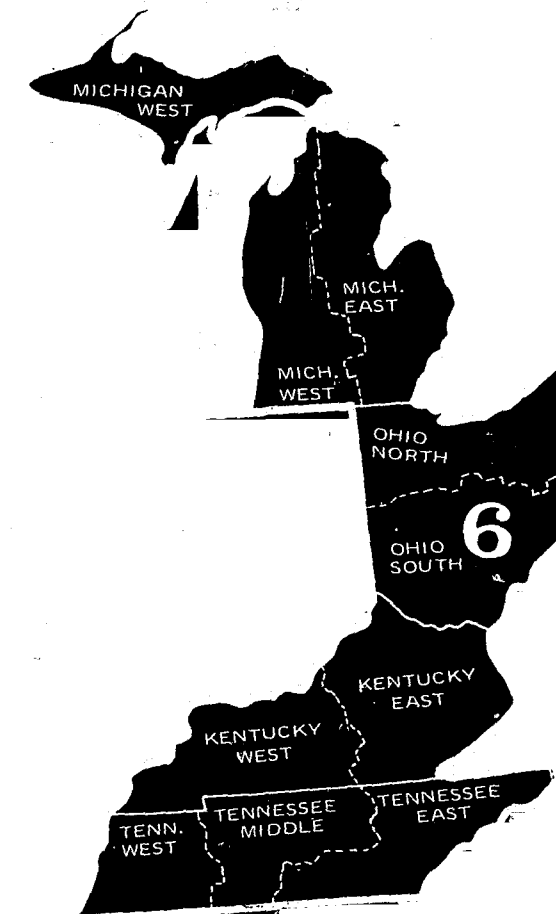 MICHIGAN
WEST
MICH.
EAST
MICH.
WEST
OHIO
NORTH
6
OHIO
SOUTH
KENTUCKY
EAST
KENTUCKY
WEST
TENNESSEE
EAST
TENNESSEE
MIDDLE
TENN.
WEST